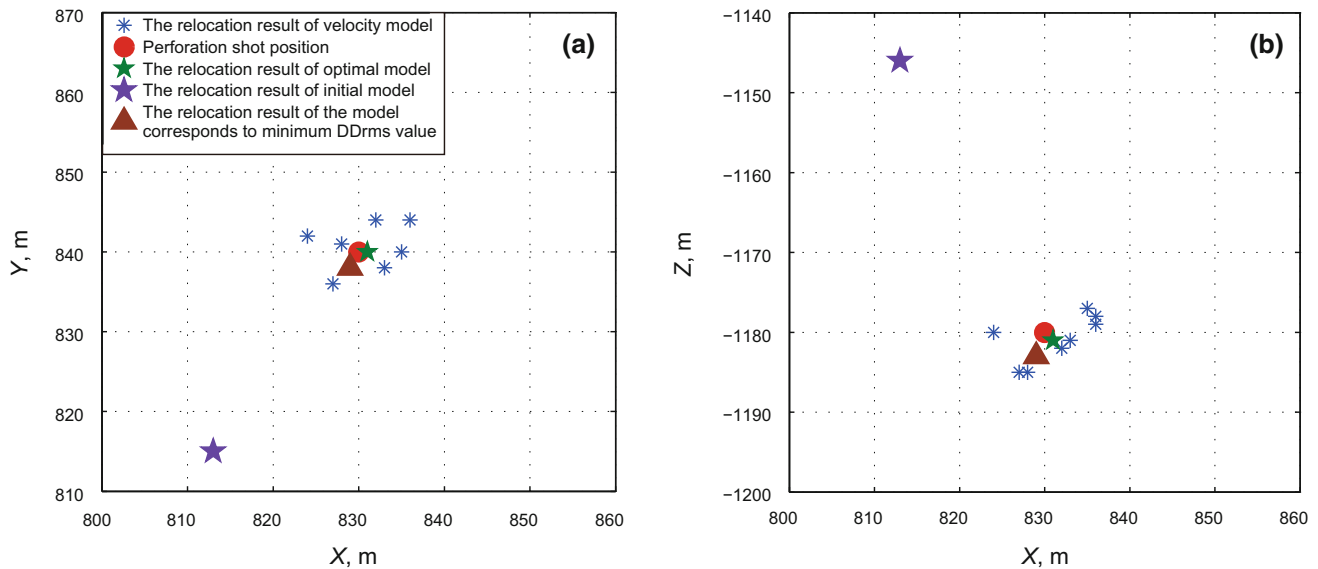 870
860
850
840
830
820
810
Y, m
The relocation result of velocity model
Perforation shot position
The relocation result of optimal model
The relocation result of initial model
The relocation result of the model
corresponds to minimum DDrms value
(a)
800 810 820 830 840 850 860
X, m
−1140
−1150
−1160
−1170
−1180
−1190
−1200
Z, m
(b)
800 810 820 830 840 850 860
X, m